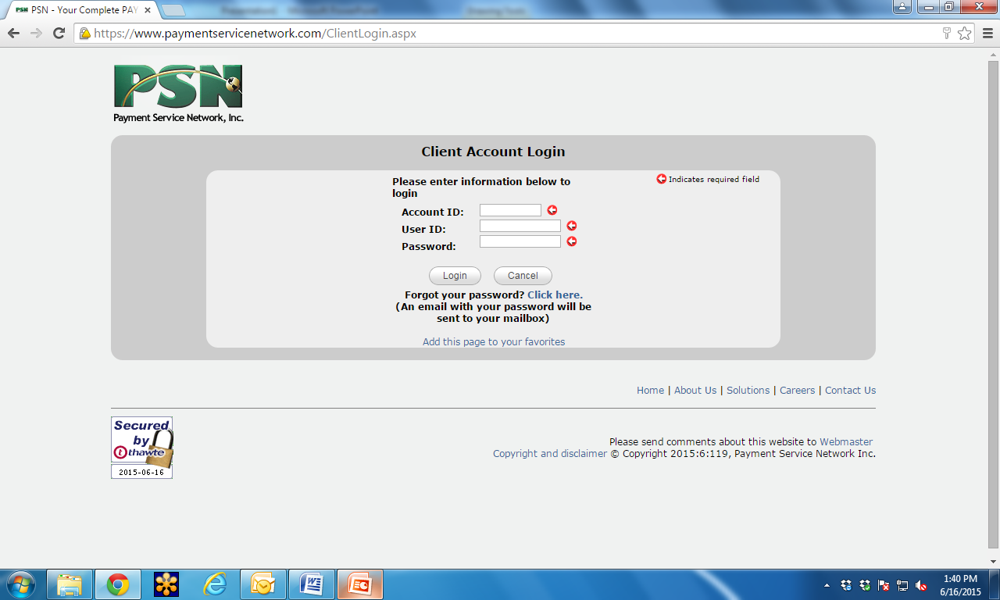 PSN - Your Complete PAY
https://www.paymentservicenetwork.com/ClientLogin.aspx
PSN
Payment Service Network, Inc.
Client Account Login
Please enter information below to
login
Indicates required field
Account ID:
User ID:
Password:
Login Cancel
Forgot your password? Click here.
(An email with your password will be
sent to your mailbox)
Add this page to your favorites
Home | About Us | Solutions | Careers | Contact Us
Secured
by
thawte
2015-06-16
Please send comments about this website to Webmaster
Copyright and disclaimer © Copyright 2015:6:119, Payment Service Network Inc.
1:40 PM
6/16/2015